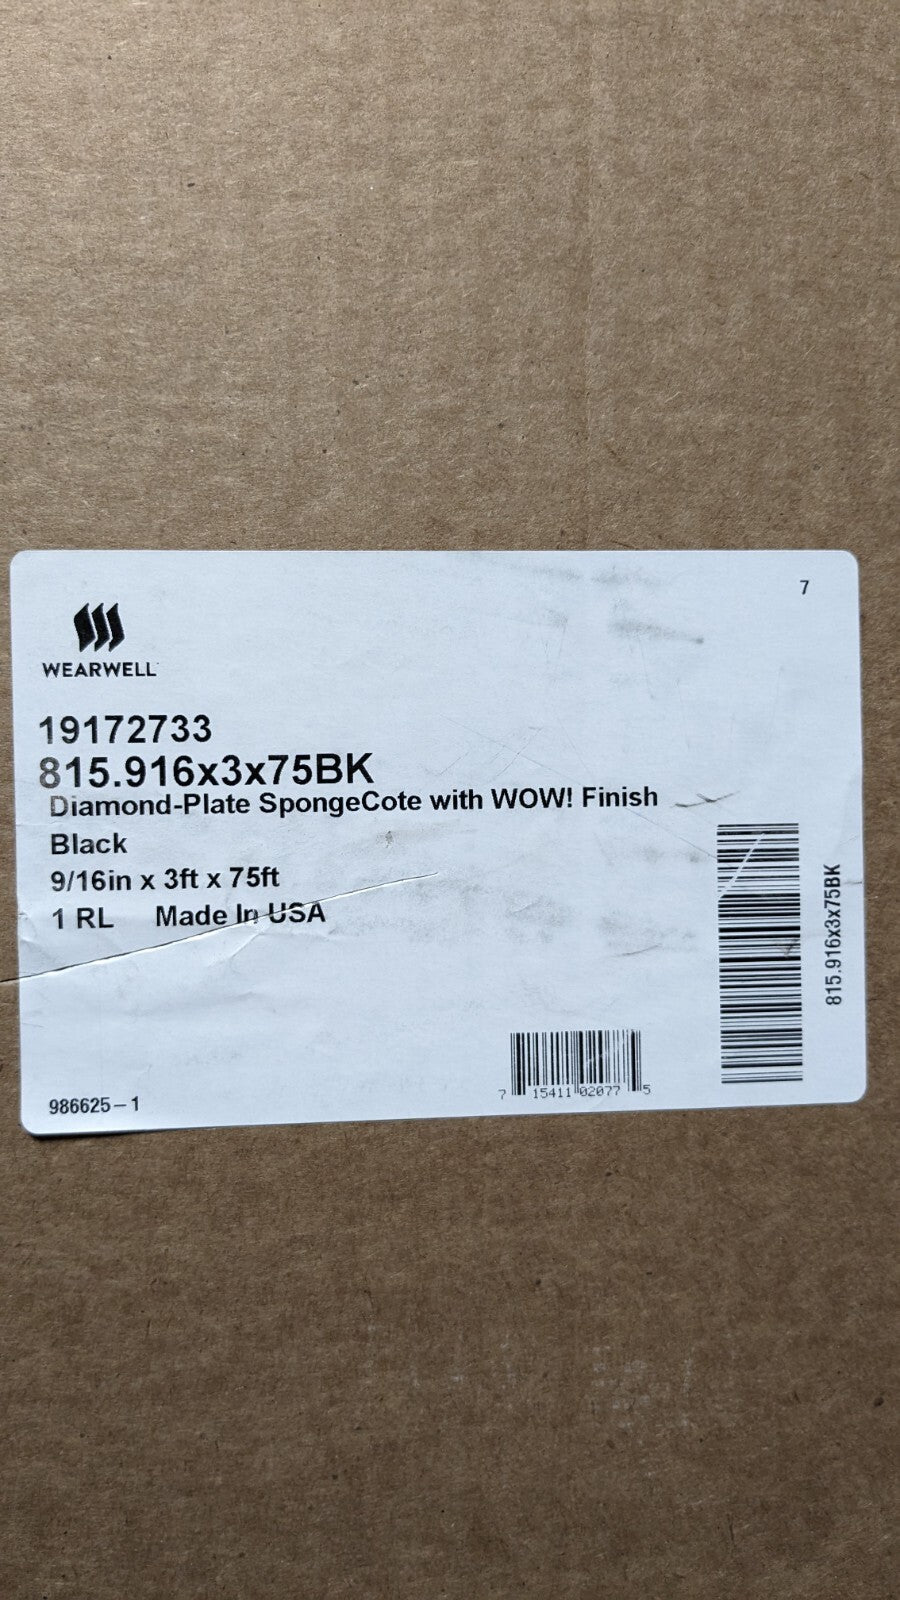 7
WEARWELL
19172733
815.916x3x75BK
Diamond-Plate SpongeCote with WOW! Finish
Black
9/16in x 3ft x 75ft
1 RL Made In USA
815.916x3x75BK
7 15411 02077 5
986625-1